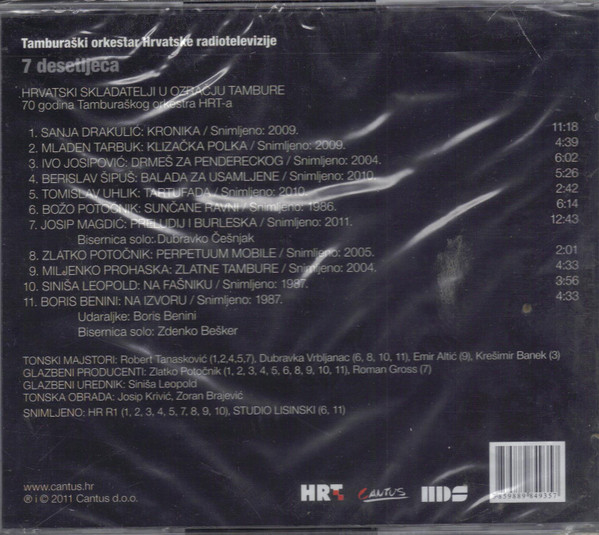 Tamburaški orkestar Hrvatske radiotelevizije
7 desetljeća
HRVATSKI SKLADATELJI U OZRAČJU TAMBURE
70 godina Tamburaškog orkestra HRT-a
1. SANJA DRAKULIĆ: KRONIKA / Snimljeno: 2009. 11:18
2. MLADEN TARBUK: KLIZAČKA POLKA / Snimljeno: 2009. 4:39
3. IVO JOSIPOVIĆ: DRMEŠ ZA PENDERECKOG / Snimljeno: 2004. 6:02
4. BERISLAV ŠIPUŠ: BALADA ZA USAMLJENE / Snimljeno: 2010. 5:26
5. TOMISLAV UHLIK: TARTUFADA / Snimljeno: 2010. 2:42
6. BOŽO POTOČNIK: SUNČANE RAVNI / Snimljeno: 1986. 6:14
7. JOSIP MAGDIĆ: PRELUDIJ I BURLESKA / Snimljeno: 2011. 12:43
Bisernica solo: Dubravko Češnjak
8. ZLATKO POTOČNIK: PERPETUUM MOBILE / Snimljeno: 2005. 2:01
9. MILJENKO PROHASKA: ZLATNE TAMBURE / Snimljeno: 2004. 4:33
10. SINIŠA LEOPOLD: NA FAŠNIKU / Snimljeno: 1987. 3:56
11. BORIS BENINI: NA IZVORU / Snimljeno: 1987. 4:33
Udaraljke: Boris Benini
Bisernica solo: Zdenko Bešker
TONSKI MAJSTORI: Robert Tanasković (1,2,4,5,7), Dubravka Vrbljanac (6, 8, 10, 11), Emir Altić (9), Krešimir Banek (3)
GLAZBENI PRODUCENTI: Zlatko Potočnik (1, 2, 3, 4, 5, 6, 8, 9, 10, 11), Roman Gross (7)
GLAZBENI UREDNIK: Siniša Leopold
TONSKA OBRADA: Josip Krivić, Zoran Brajević
SNIMLJENO: HR R1 (1, 2, 3, 4, 5, 7, 8, 9, 10), STUDIO LISINSKI (6, 11)
www.cantus.hr
℗ i © 2011 Cantus d.o.o.
HRT CANTUS MDS